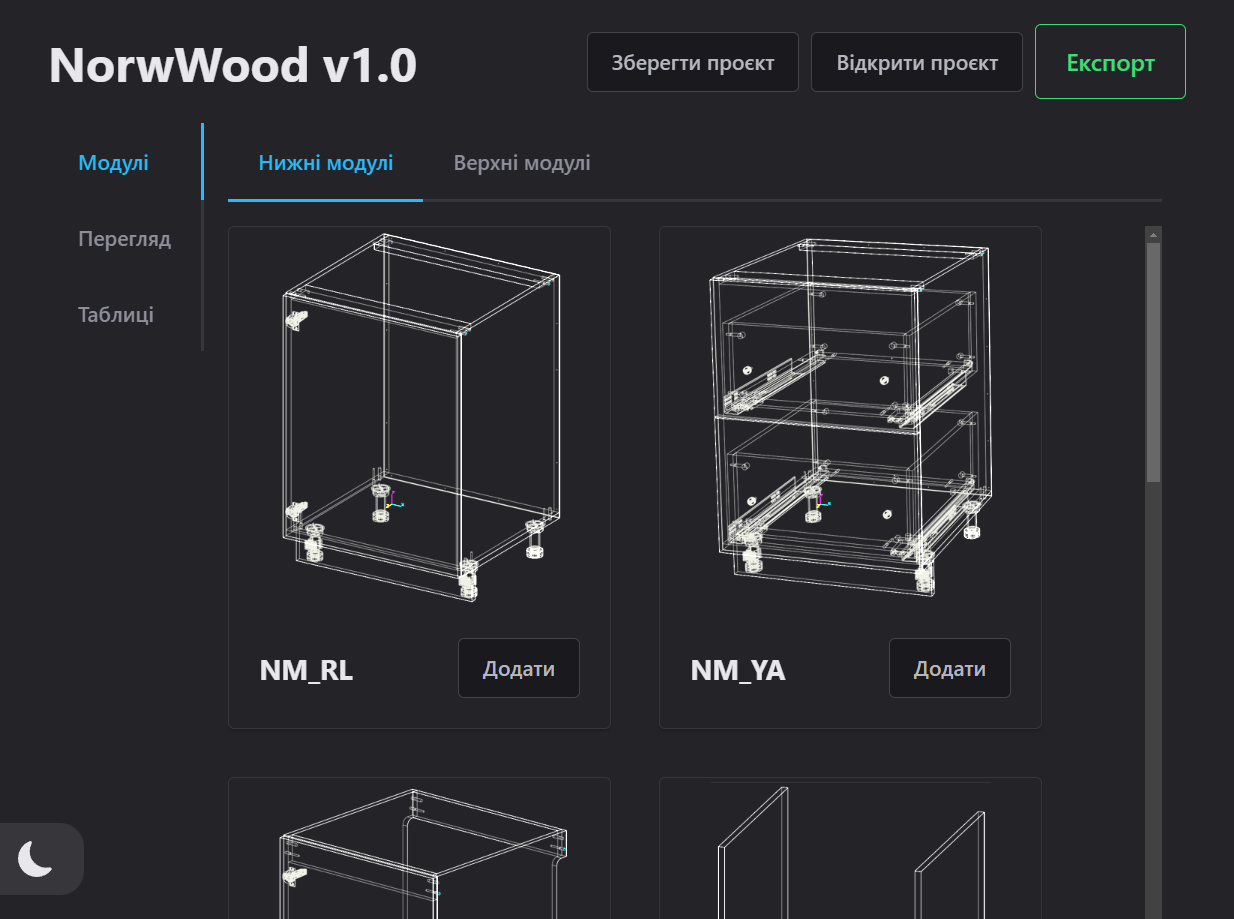 NorwWood v1.0
Зберегти проєкт
Відкрити проєкт
Експорт
Модулі
Перегляд
Таблиці
Нижні модулі
Верхні модулі
NM_RL
Додати
NM_YA
Додати